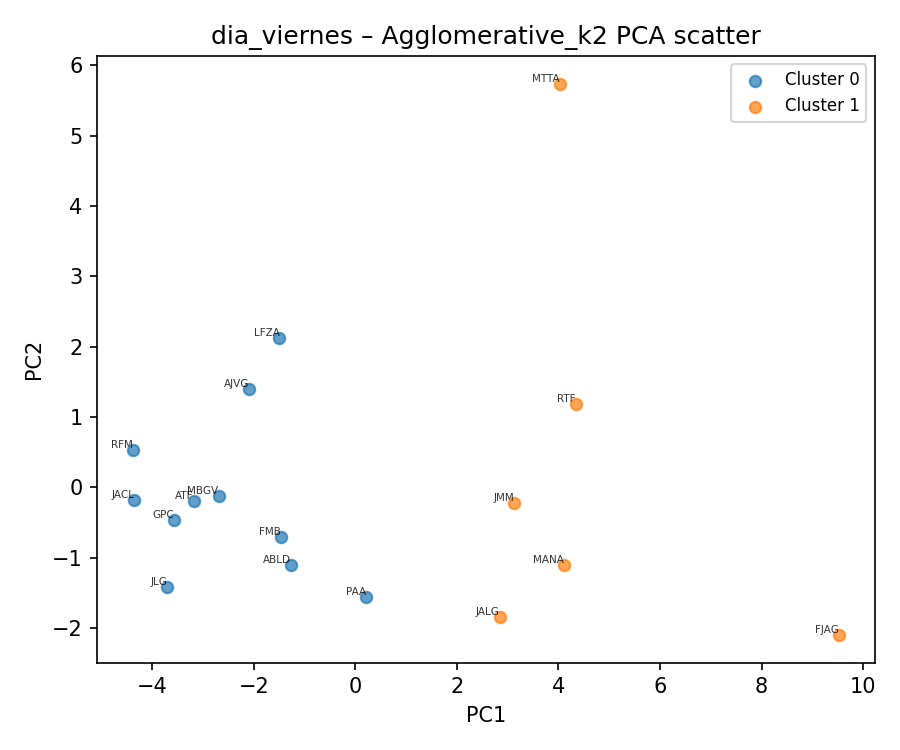 dia_viernes – Agglomerative_k2 PCA scatter
Cluster 0
Cluster 1
MTTA
LFZA
AJVG
RTF
RFM
JACL
ATF
MBGV
GPC
JMM
FMB
ABLD
MANA
JLG
PAA
JALG
FJAG
6
5
4
3
2
1
0
−1
−2
PC2
−4
−2
0
2
4
6
8
10
PC1